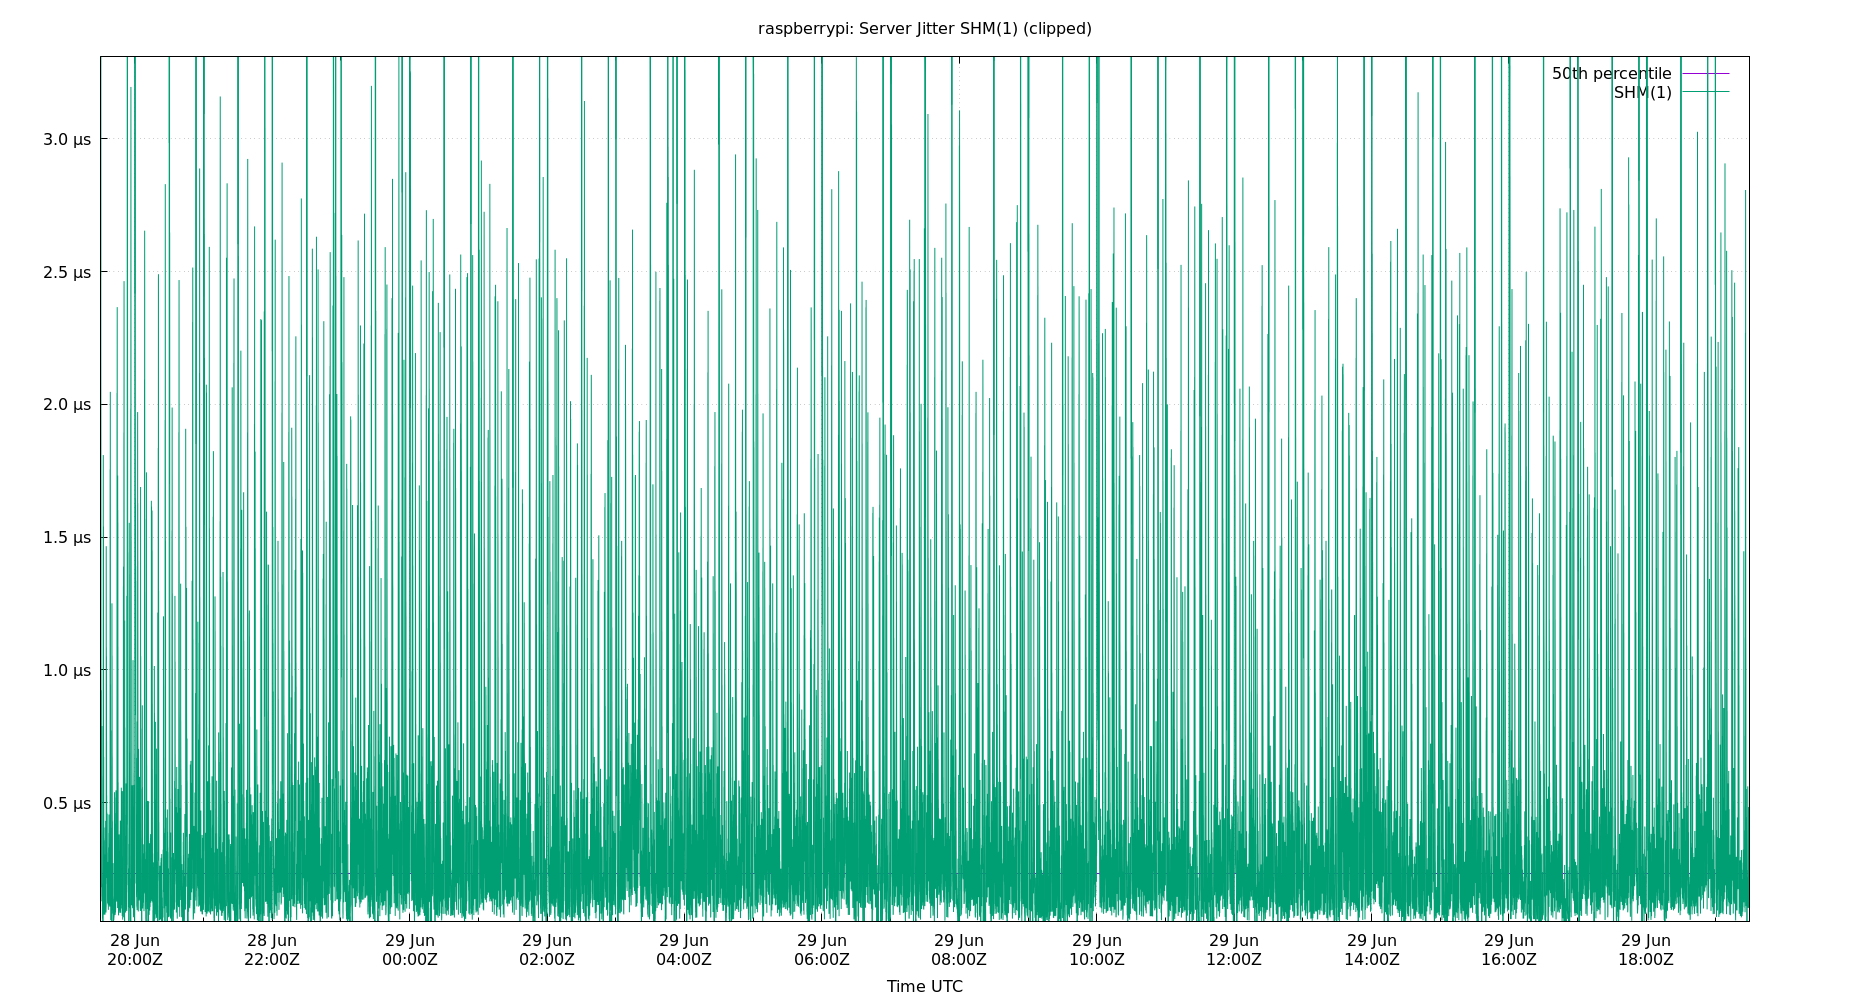 raspberrypi: Server Jitter SHM(1) (clipped)
50th percentile
SHM(1)
3.0 µs
2.5 µs
2.0 µs
1.5 µs
1.0 µs
0.5 µs
28 Jun 28 Jun 29 Jun 29 Jun 29 Jun 29 Jun 29 Jun 29 Jun 29 Jun 29 Jun 29 Jun 29 Jun
20:00Z 22:00Z 00:00Z 02:00Z 04:00Z 06:00Z 08:00Z 10:00Z 12:00Z 14:00Z 16:00Z 18:00Z
Time UTC